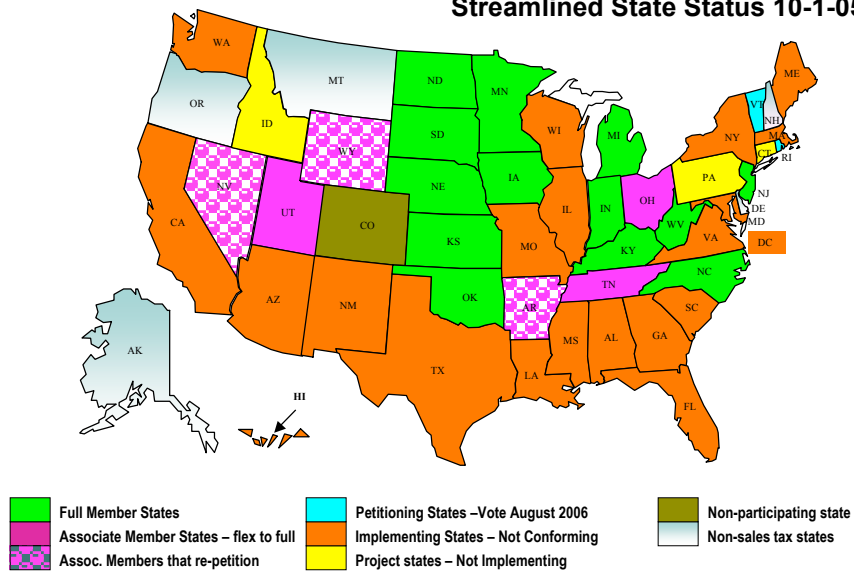 Streamlined State Status 10-1-05
WA
MT
ND
MN
ME
OR
ID
SD
WI
MI
VT
NH
NY
MA
CT
RI
WY
NV
UT
NE
IA
PA
NJ
CO
IL
IN
OH
WV
DE
MD
CA
KS
MO
KY
VA
DC
AZ
NM
OK
AR
TN
NC
SC
TX
LA
MS
AL
GA
FL
AK
HI
Full Member States
Associate Member States – flex to full
Assoc. Members that re-petition
Petitioning States –Vote August 2006
Implementing States – Not Conforming
Project states – Not Implementing
Non-participating state
Non-sales tax states